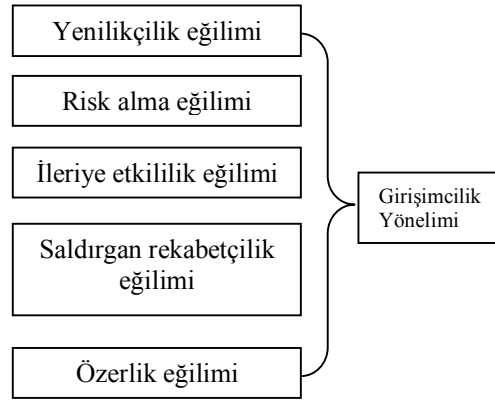 Yenilikçilik eğilimi
Risk alma eğilimi
İleriye etkililik eğilimi
Girişimcilik
Yönelimi
Saldırgan rekabetçilik
eğilimi
Özerlik eğilimi